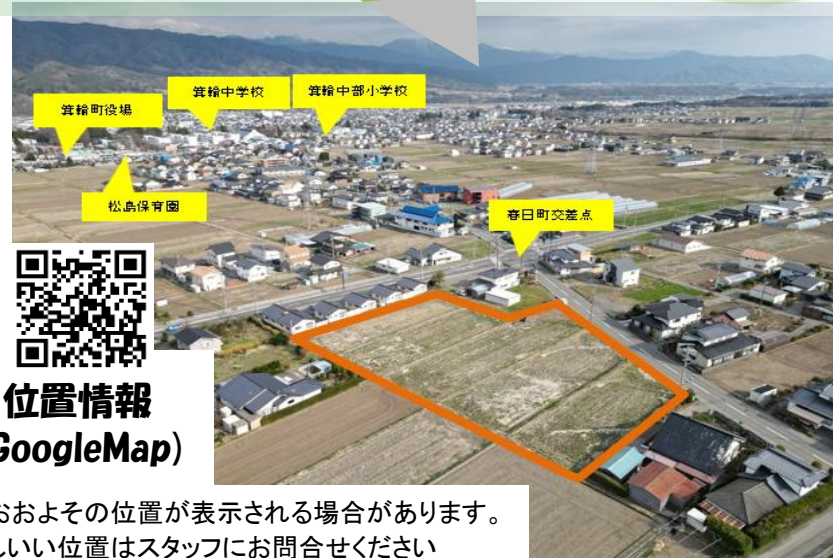 箕輪中学校
箕輪中部小学校
箕輪町役場
松島保育園
春日町交差点
位置情報
GoogleMap)
おおよその位置が表示される場合があります。
しいい位置はスタッフにお問合せください